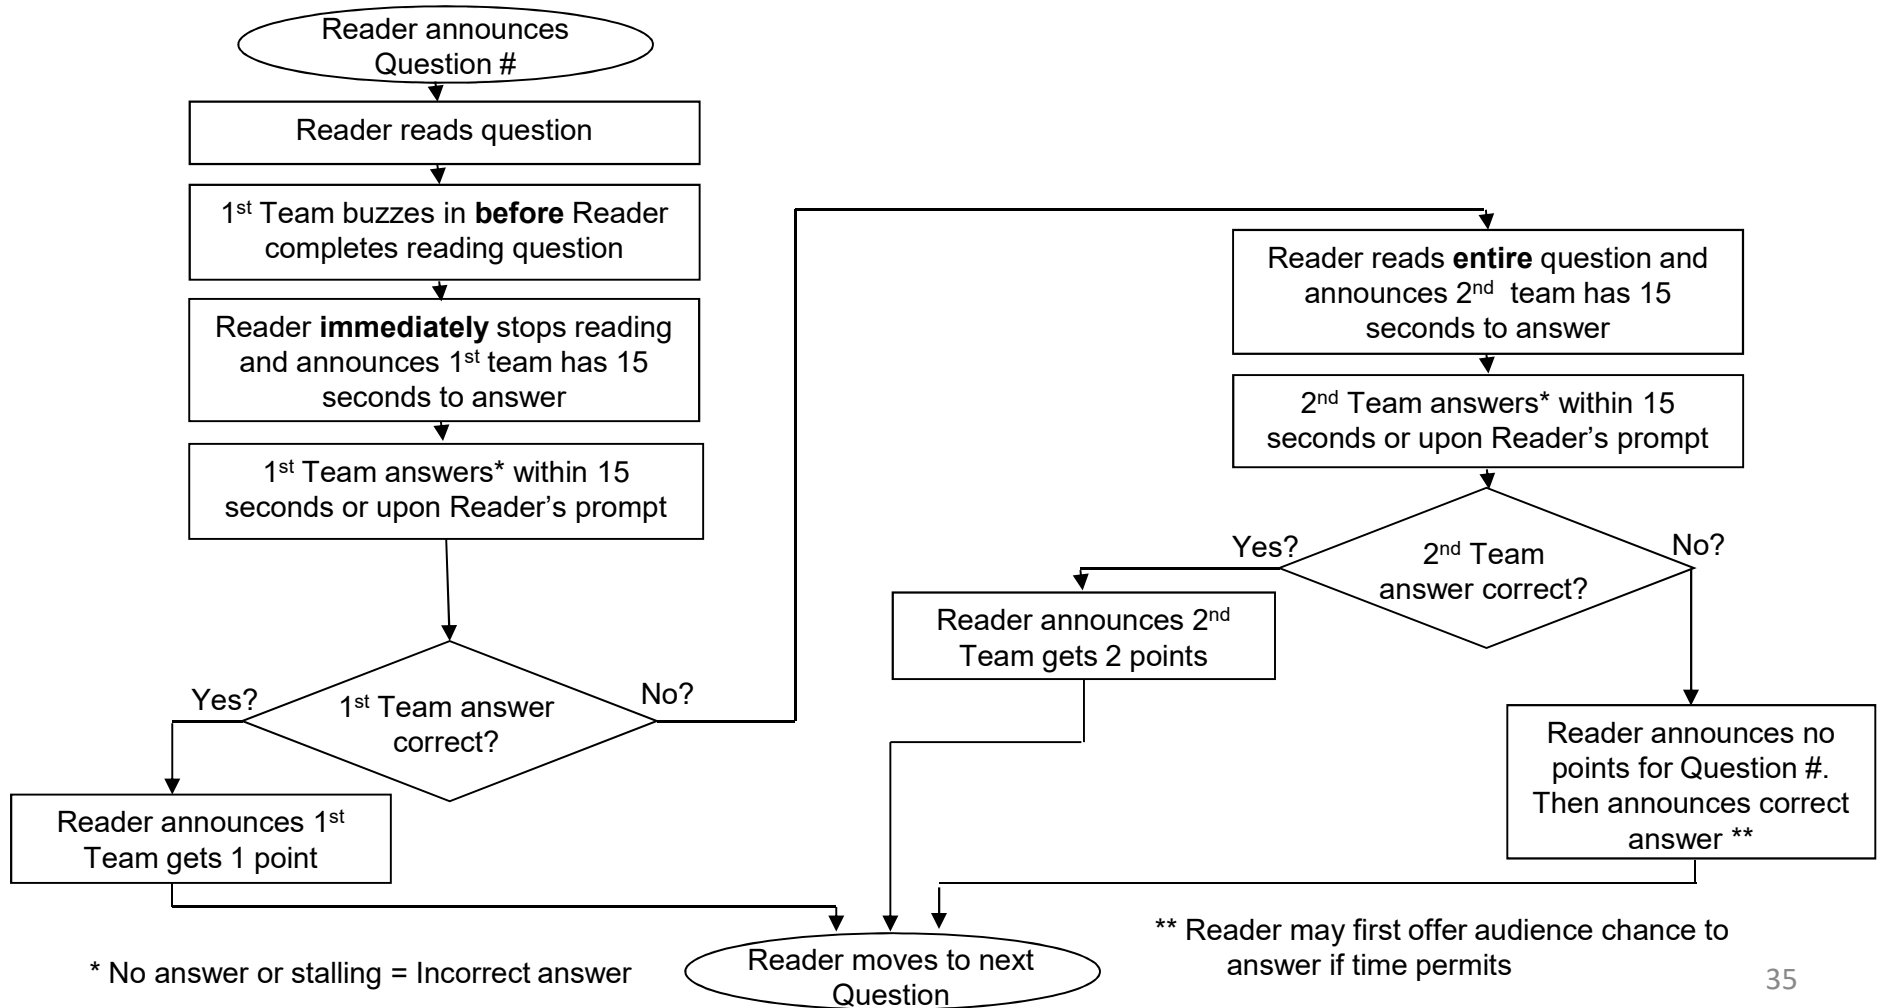 Reader announces
Question #
Reader reads question
1st Team buzzes in before Reader
completes reading question
Reader immediately stops reading
and announces 1st team has 15
seconds to answer
1st Team answers* within 15
seconds or upon Reader’s prompt
Yes?
1st Team answer
correct?
No?
Reader announces 1st
Team gets 1 point
Reader reads entire question and
announces 2nd team has 15
seconds to answer
2nd Team answers* within 15
seconds or upon Reader’s prompt
Yes?
2nd Team
answer correct?
No?
Reader announces 2nd
Team gets 2 points
Reader announces no
points for Question #.
Then announces correct
answer **
Reader moves to next
Question
* No answer or stalling = Incorrect answer
** Reader may first offer audience chance to
answer if time permits
35